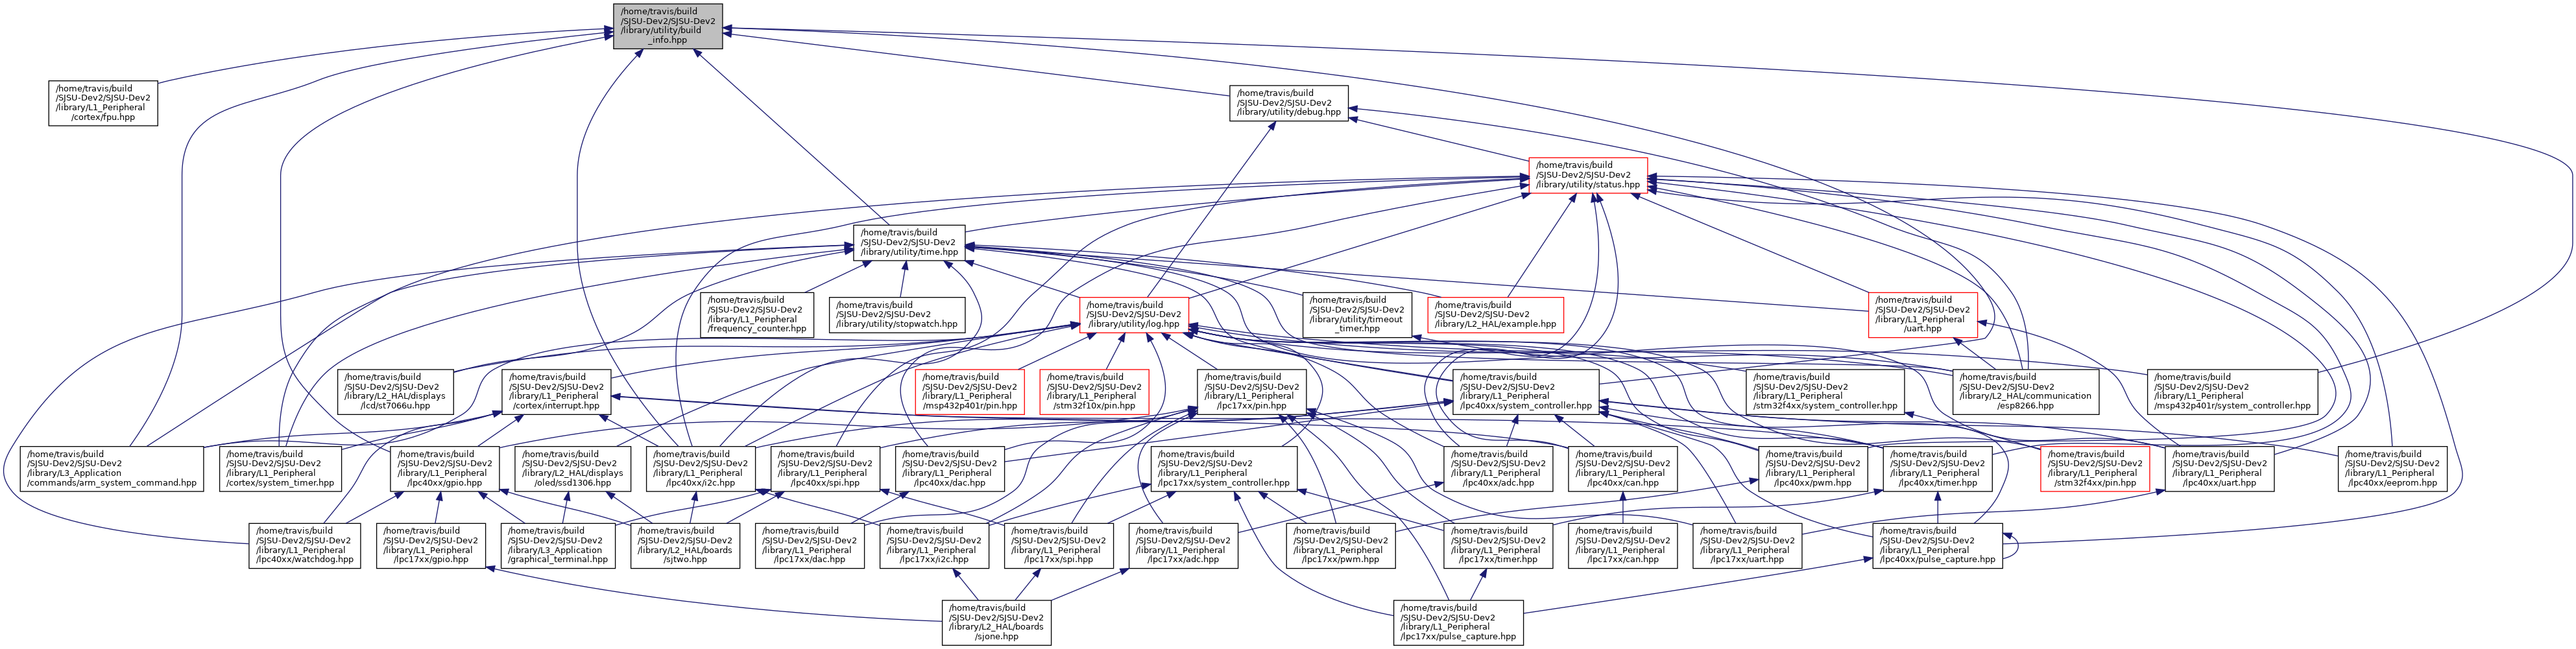 /home/travis/build
/SJSU-Dev2/SJSU-Dev2
/library/utility/build
_info.hpp
/home/travis/build
/SJSU-Dev2/SJSU-Dev2
/library/L1_Peripheral
/cortex/fpu.hpp
/home/travis/build
/SJSU-Dev2/SJSU-Dev2
/library/utility/debug.hpp
/home/travis/build
/SJSU-Dev2/SJSU-Dev2
/library/utility/status.hpp
/home/travis/build
/SJSU-Dev2/SJSU-Dev2
/library/utility/time.hpp
/home/travis/build
/SJSU-Dev2/SJSU-Dev2
/library/L1_Peripheral
/frequency_counter.hpp
/home/travis/build
/SJSU-Dev2/SJSU-Dev2
/library/utility/stopwatch.hpp
/home/travis/build
/SJSU-Dev2/SJSU-Dev2
/library/utility/log.hpp
/home/travis/build
/SJSU-Dev2/SJSU-Dev2
/library/utility/timeout
_timer.hpp
/home/travis/build
/SJSU-Dev2/SJSU-Dev2
/library/L2_HAL/example.hpp
/home/travis/build
/SJSU-Dev2/SJSU-Dev2
/library/L1_Peripheral
/uart.hpp
/home/travis/build
/SJSU-Dev2/SJSU-Dev2
/library/L2_HAL/displays
/lcd/st7066u.hpp
/home/travis/build
/SJSU-Dev2/SJSU-Dev2
/library/L1_Peripheral
/cortex/interrupt.hpp
/home/travis/build
/SJSU-Dev2/SJSU-Dev2
/library/L1_Peripheral
/msp432p401r/pin.hpp
/home/travis/build
/SJSU-Dev2/SJSU-Dev2
/library/L1_Peripheral
/stm32f10x/pin.hpp
/home/travis/build
/SJSU-Dev2/SJSU-Dev2
/library/L1_Peripheral
/lpc17xx/pin.hpp
/home/travis/build
/SJSU-Dev2/SJSU-Dev2
/library/L1_Peripheral
/lpc40xx/system_controller.hpp
/home/travis/build
/SJSU-Dev2/SJSU-Dev2
/library/L1_Peripheral
/stm32f4xx/system_controller.hpp
/home/travis/build
/SJSU-Dev2/SJSU-Dev2
/library/L2_HAL/communication
/esp8266.hpp
/home/travis/build
/SJSU-Dev2/SJSU-Dev2
/library/L1_Peripheral
/msp432p401r/system_controller.hpp
/home/travis/build
/SJSU-Dev2/SJSU-Dev2
/library/L3_Application
/commands/arm_system_command.hpp
/home/travis/build
/SJSU-Dev2/SJSU-Dev2
/library/L1_Peripheral
/cortex/system_timer.hpp
/home/travis/build
/SJSU-Dev2/SJSU-Dev2
/library/L1_Peripheral
/lpc40xx/gpio.hpp
/home/travis/build
/SJSU-Dev2/SJSU-Dev2
/library/L2_HAL/displays
/oled/ssd1306.hpp
/home/travis/build
/SJSU-Dev2/SJSU-Dev2
/library/L1_Peripheral
/lpc40xx/i2c.hpp
/home/travis/build
/SJSU-Dev2/SJSU-Dev2
/library/L1_Peripheral
/lpc40xx/spi.hpp
/home/travis/build
/SJSU-Dev2/SJSU-Dev2
/library/L1_Peripheral
/lpc40xx/dac.hpp
/home/travis/build
/SJSU-Dev2/SJSU-Dev2
/library/L1_Peripheral
/lpc17xx/system_controller.hpp
/home/travis/build
/SJSU-Dev2/SJSU-Dev2
/library/L1_Peripheral
/lpc40xx/adc.hpp
/home/travis/build
/SJSU-Dev2/SJSU-Dev2
/library/L1_Peripheral
/lpc40xx/can.hpp
/home/travis/build
/SJSU-Dev2/SJSU-Dev2
/library/L1_Peripheral
/lpc40xx/pwm.hpp
/home/travis/build
/SJSU-Dev2/SJSU-Dev2
/library/L1_Peripheral
/lpc40xx/timer.hpp
/home/travis/build
/SJSU-Dev2/SJSU-Dev2
/library/L1_Peripheral
/stm32f4xx/pin.hpp
/home/travis/build
/SJSU-Dev2/SJSU-Dev2
/library/L1_Peripheral
/lpc40xx/uart.hpp
/home/travis/build
/SJSU-Dev2/SJSU-Dev2
/library/L1_Peripheral
/lpc40xx/eeprom.hpp
/home/travis/build
/SJSU-Dev2/SJSU-Dev2
/library/L1_Peripheral
/lpc40xx/watchdog.hpp
/home/travis/build
/SJSU-Dev2/SJSU-Dev2
/library/L1_Peripheral
/lpc17xx/gpio.hpp
/home/travis/build
/SJSU-Dev2/SJSU-Dev2
/library/L3_Application
/graphical_terminal.hpp
/home/travis/build
/SJSU-Dev2/SJSU-Dev2
/library/L2_HAL/boards
/sjtwo.hpp
/home/travis/build
/SJSU-Dev2/SJSU-Dev2
/library/L1_Peripheral
/lpc17xx/dac.hpp
/home/travis/build
/SJSU-Dev2/SJSU-Dev2
/library/L1_Peripheral
/lpc17xx/i2c.hpp
/home/travis/build
/SJSU-Dev2/SJSU-Dev2
/library/L1_Peripheral
/lpc17xx/spi.hpp
/home/travis/build
/SJSU-Dev2/SJSU-Dev2
/library/L1_Peripheral
/lpc17xx/adc.hpp
/home/travis/build
/SJSU-Dev2/SJSU-Dev2
/library/L1_Peripheral
/lpc17xx/pwm.hpp
/home/travis/build
/SJSU-Dev2/SJSU-Dev2
/library/L1_Peripheral
/lpc17xx/timer.hpp
/home/travis/build
/SJSU-Dev2/SJSU-Dev2
/library/L1_Peripheral
/lpc17xx/can.hpp
/home/travis/build
/SJSU-Dev2/SJSU-Dev2
/library/L1_Peripheral
/lpc17xx/uart.hpp
/home/travis/build
/SJSU-Dev2/SJSU-Dev2
/library/L1_Peripheral
/lpc40xx/pulse_capture.hpp
/home/travis/build
/SJSU-Dev2/SJSU-Dev2
/library/L2_HAL/boards
/sjone.hpp
/home/travis/build
/SJSU-Dev2/SJSU-Dev2
/library/L1_Peripheral
/lpc17xx/pulse_capture.hpp